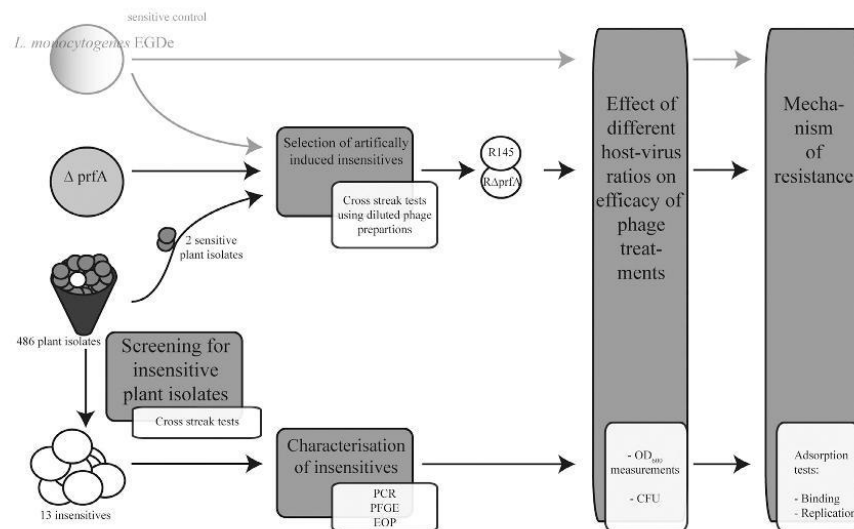 sensitive control
L. monocytogenes EGDe
Δ prfA
Selection of artifically
induced insensitives
Cross streak tests
using diluted phage
prepartions
R145
RΔprfA
2 sensitive
plant isolates
486 plant isolates
Screening for
insensitive
plant isolates
Cross streak tests
13 insensitives
Characterisation
of insensitives
PCR
PFGE
EOP
Effect of
different
host-virus
ratios on
efficacy of
phage
treat-
ments
- OD600
measurements
- CFU
Mecha-
nism
of
resistance
Adsorption
tests:
- Binding
- Replication